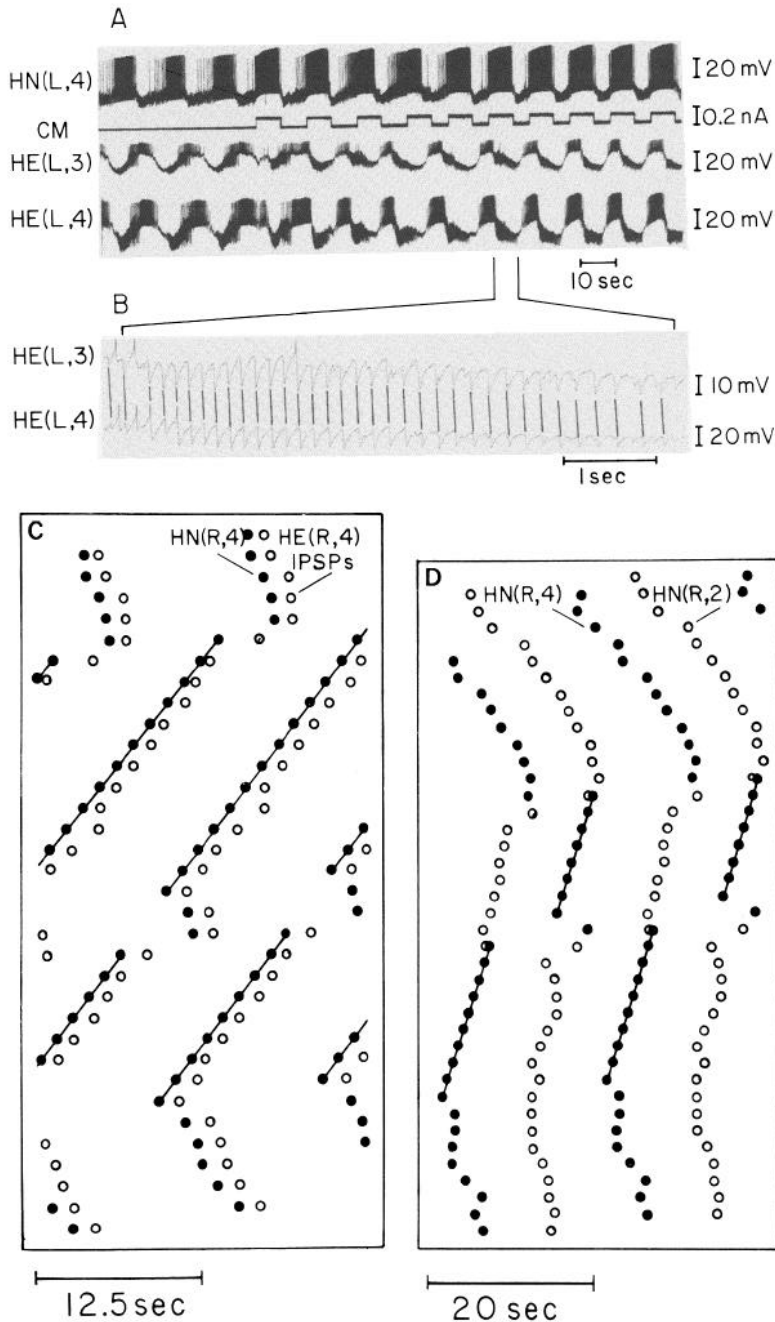 A
HN(L,4)
20 mV
CM
0.2 nA
HE(L,3)
20 mV
HE(L,4)
20 mV
10 sec
B
HE(L,3)
10 mV
HE(L,4)
20 mV
1 sec
C
HN(R,4)
HE(R,4)
IPSPs
12.5 sec
D
HN(R,4)
HN(R,2)
20 sec